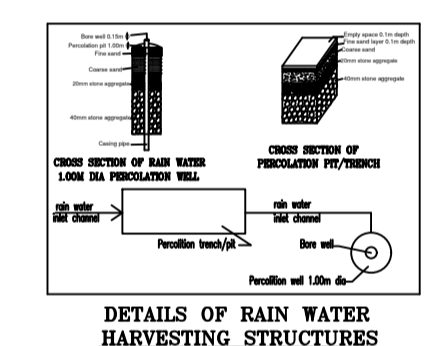 Bore well 0.15m
Percolation pit 1.00m
Fine sand
Coarse sand
20mm stone aggregate
40mm stone aggregate
Casing pipe
CROSS SECTION OF RAIN WATER
1.00M DIA PERCOLATION WELL
Empty space 0.1m depth
Fine sand layer 0.1m depth
Coarse sand
20mm stone aggregate
40mm stone aggregate
CROSS SECTION OF
PERCOLATION PIT/TRENCH
rain water
inlet channel
Percolition trench/pit
rain water
inlet channel
Bore well
Percolition well 1.00m dia
DETAILS OF RAIN WATER
HARVESTING STRUCTURES